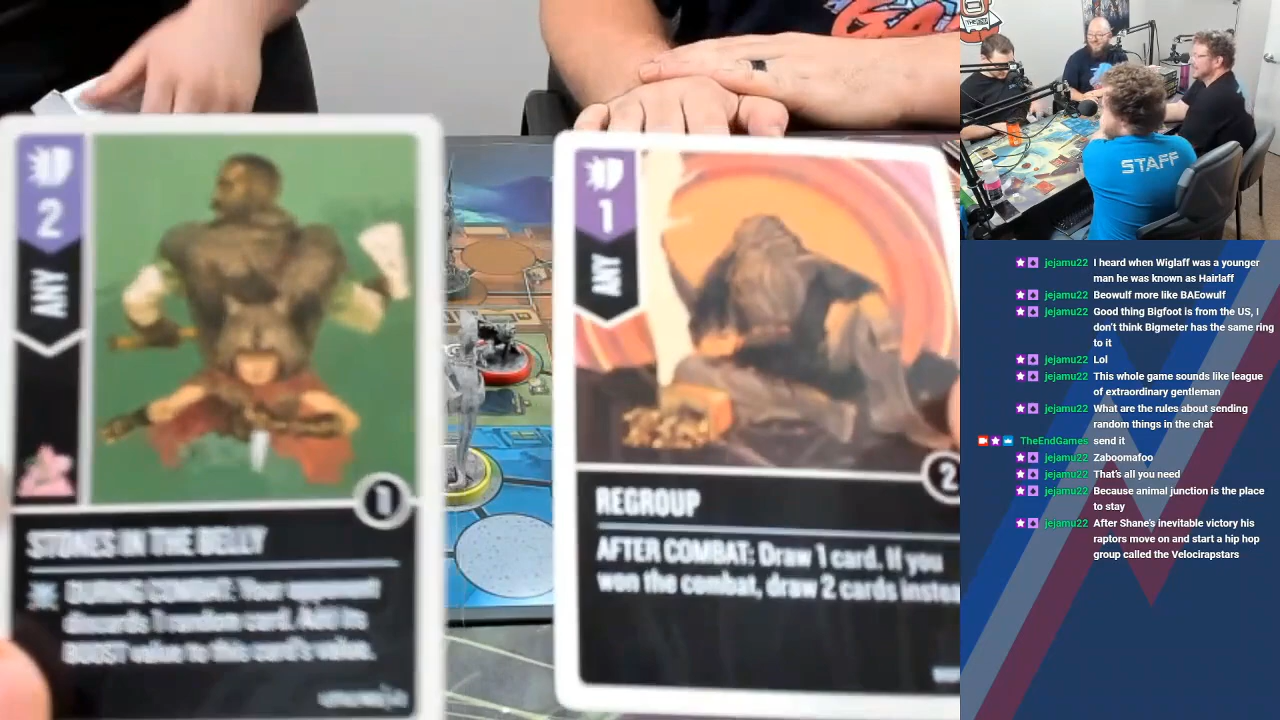 2
ANY
1
STONES IN THE BELLY
DURING COMBAT: Your opponent
discards 1 random card. Add its
BOOST value to this card's value.
1
ANY
2
REGROUP
AFTER COMBAT: Draw 1 card. If you
won the combat, draw 2 cards instea
STAFF
jejamu22 I heard when Wiglaff was a younger
man he was known as Hairlaff
jejamu22 Beowulf more like BAEowulf
jejamu22 Good thing Bigfoot is from the US, I
don't think Bigmeter has the same ring
to it
jejamu22 Lol
jejamu22 This whole game sounds like league
of extraordinary gentleman
jejamu22 What are the rules about sending
random things in the chat
TheEndGames send it
jejamu22 Zaboomafoo
jejamu22 That's all you need
jejamu22 Because animal junction is the place
to stay
jejamu22 After Shane's inevitable victory his
raptors move on and start a hip hop
group called the Velocirapstars